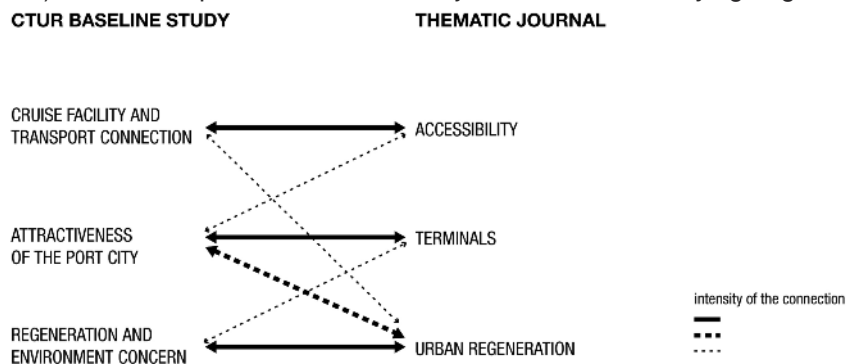 CTUR BASELINE STUDY
THEMATIC JOURNAL
CRUISE FACILITY AND
TRANSPORT CONNECTION
ACCESSIBILITY
ATTRACTIVENESS
OF THE PORT CITY
TERMINALS
intensity of the connection
REGENERATION AND
ENVIRONMENT CONCERN
URBAN REGENERATION